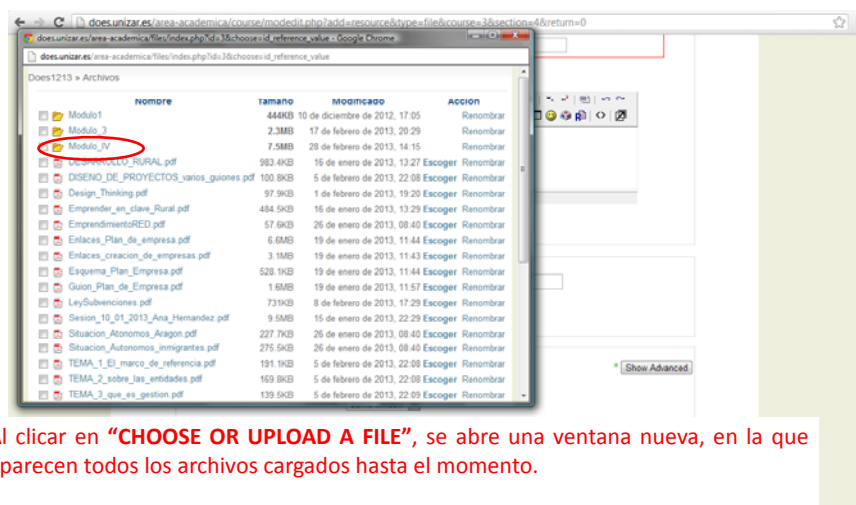 does.unizar.es/area-academica/course/modedit.php?add=resource&type=file&course=3&section=4&return=0
does.unizar.es/area-academica/files/index.php?id=3&choose=id_reference_value - Google Chrome
does.unizar.es/area-academica/files/index.php?id=3&choose=id_reference_value
Does1213 » Archivos
Nombre Tamaño Modificado Acción
Modulo1 444KB 10 de diciembre de 2012, 17:05 Renombrar
Modulo_3 2.3MB 17 de febrero de 2013, 20:29 Renombrar
Modulo_IV 7.5MB 28 de febrero de 2013, 14:15 Renombrar
DESARROLLO_RURAL.pdf 983.4KB 16 de enero de 2013, 13:27 Escoger Renombrar
DISENO_DE_PROYECTOS_varios_guiones.pdf 100.8KB 5 de febrero de 2013, 22:08 Escoger Renombrar
Design_Thinking.pdf 97.9KB 1 de febrero de 2013, 19:20 Escoger Renombrar
Emprender_en_clave_Rural.pdf 484.5KB 16 de enero de 2013, 13:29 Escoger Renombrar
EmprendimientoRED.pdf 57.6KB 26 de enero de 2013, 08:40 Escoger Renombrar
Enlaces_Plan_de_empresa.pdf 6.6MB 19 de enero de 2013, 11:44 Escoger Renombrar
Enlaces_creacion_de_empresas.pdf 3.1MB 19 de enero de 2013, 11:43 Escoger Renombrar
Esquema_Plan_Empresa.pdf 528.1KB 19 de enero de 2013, 11:44 Escoger Renombrar
Guion_Plan_de_Empresa.pdf 1.6MB 19 de enero de 2013, 11:57 Escoger Renombrar
LeySubvenciones.pdf 731KB 8 de febrero de 2013, 17:29 Escoger Renombrar
Sesion_10_01_2013_Ana_Hernandez.pdf 9.5MB 15 de enero de 2013, 22:29 Escoger Renombrar
Situacion_Atonomos_Aragon.pdf 227.7KB 26 de enero de 2013, 08:40 Escoger Renombrar
Situacion_Autonomos_inmigrantes.pdf 275.5KB 26 de enero de 2013, 08:40 Escoger Renombrar
TEMA_1_El_marco_de_referencia.pdf 191.1KB 5 de febrero de 2013, 22:08 Escoger Renombrar
TEMA_2_sobre_las_entidades.pdf 169.8KB 5 de febrero de 2013, 22:08 Escoger Renombrar
TEMA_3_que_es_gestion.pdf 139.5KB 5 de febrero de 2013, 22:09 Escoger Renombrar
* Show Advanced
l clicar en “CHOOSE OR UPLOAD A FILE”, se abre una ventana nueva, en la que
parecen todos los archivos cargados hasta el momento.